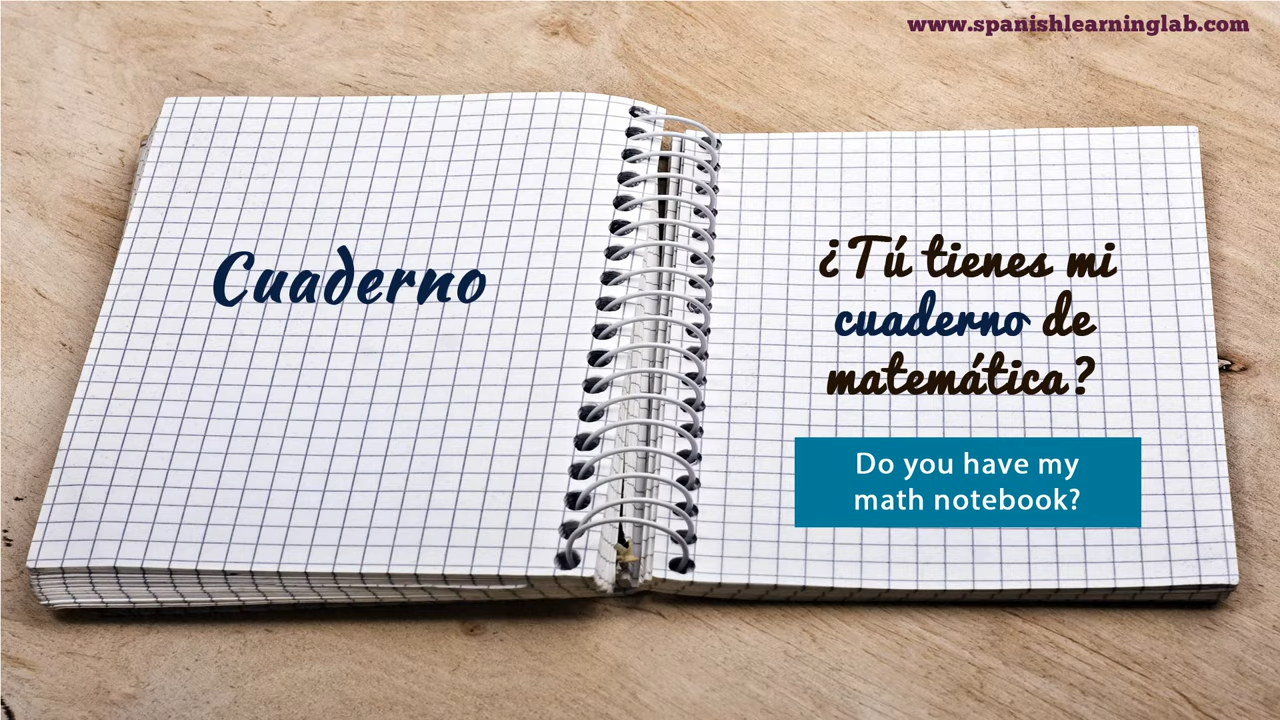 www.spanishlearninglab.com
Cuaderno
¿Tú tienes mi
cuaderno de
matemática?
Do you have my
math notebook?